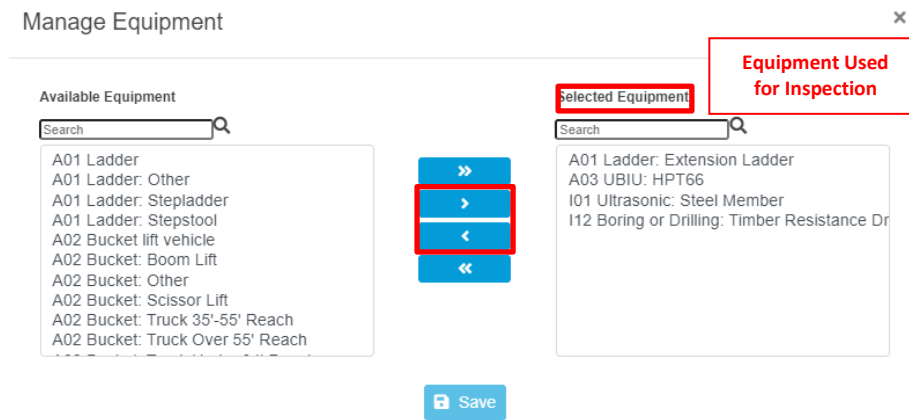 Manage Equipment
×
Equipment Used
for Inspection
Available Equipment
Search
A01 Ladder
A01 Ladder: Other
A01 Ladder: Stepladder
A01 Ladder: Stepstool
A02 Bucket lift vehicle
A02 Bucket: Boom Lift
A02 Bucket: Other
A02 Bucket: Scissor Lift
A02 Bucket: Truck 35'-55' Reach
A02 Bucket: Truck Over 55' Reach
»
>
<
«
Selected Equipment
Search
A01 Ladder: Extension Ladder
A03 UBIU: HPT66
I01 Ultrasonic: Steel Member
I12 Boring or Drilling: Timber Resistance Dr
Save